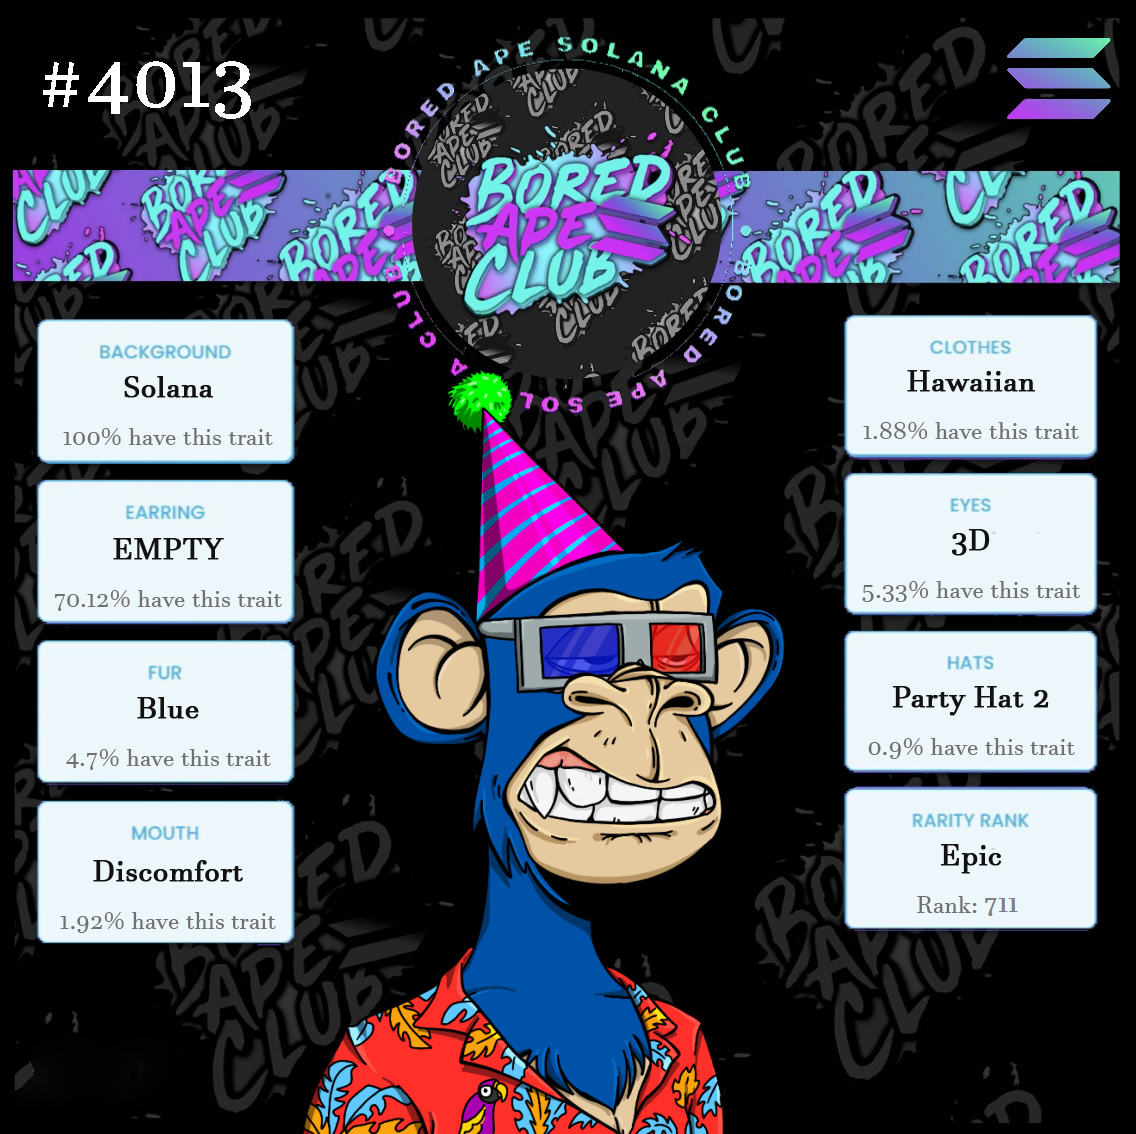 #4013
BORED APE SOLANA CLUB
BORED
APE
CLUB
BORED APE SOL A CLUB
BACKGROUND
Solana
100% have this trait
EARRING
EMPTY
70.12% have this trait
FUR
Blue
4.7% have this trait
MOUTH
Discomfort
1.92% have this trait
CLOTHES
Hawaiian
1.88% have this trait
EYES
3D
5.33% have this trait
HATS
Party Hat 2
0.9% have this trait
RARITY RANK
Epic
Rank: 711